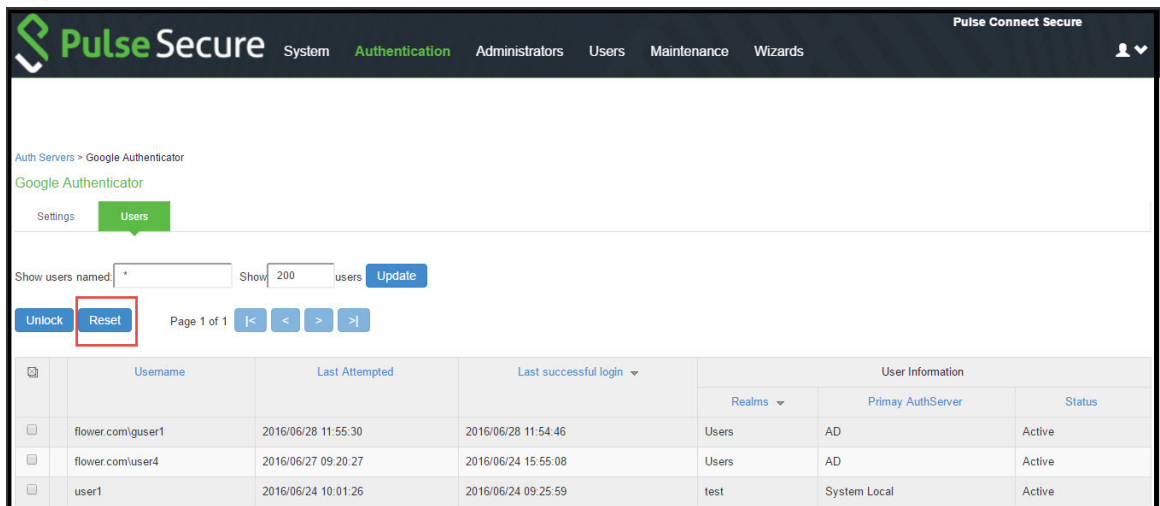 Pulse Connect Secure
Pulse Secure System Authentication Administrators Users Maintenance Wizards
Auth Servers > Google Authenticator
Google Authenticator
Settings Users
Show users named: * Show 200 users Update
Unlock Reset Page 1 of 1 |< < > >|
Username Last Attempted Last successful login User Information
Realms Primay AuthServer Status
flower.com\guser1 2016/06/28 11:55:30 2016/06/28 11:54:46 Users AD Active
flower.com\user4 2016/06/27 09:20:27 2016/06/24 15:55:08 Users AD Active
user1 2016/06/24 10:01:26 2016/06/24 09:25:59 test System Local Active